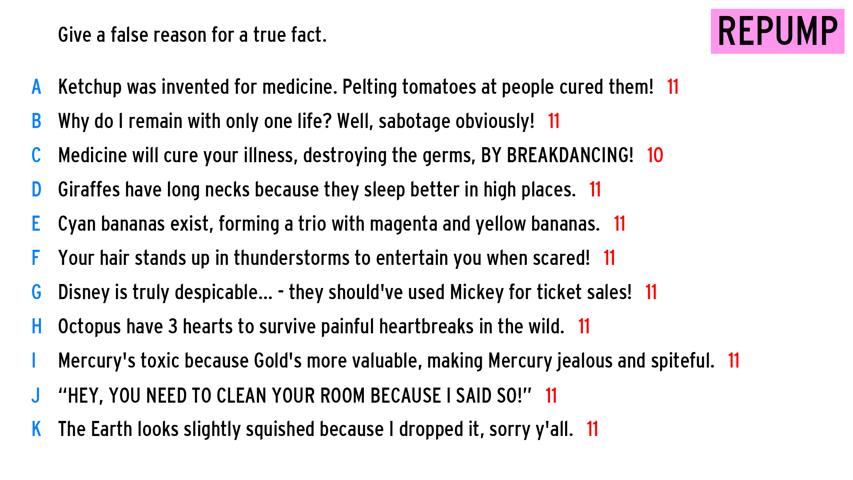 Give a false reason for a true fact.
REPUMP
A Ketchup was invented for medicine. Pelting tomatoes at people cured them! 11
B Why do I remain with only one life? Well, sabotage obviously! 11
C Medicine will cure your illness, destroying the germs, BY BREAKDANCING! 10
D Giraffes have long necks because they sleep better in high places. 11
E Cyan bananas exist, forming a trio with magenta and yellow bananas. 11
F Your hair stands up in thunderstorms to entertain you when scared! 11
G Disney is truly despicable... - they should've used Mickey for ticket sales! 11
H Octopus have 3 hearts to survive painful heartbreaks in the wild. 11
I Mercury's toxic because Gold's more valuable, making Mercury jealous and spiteful. 11
J “HEY, YOU NEED TO CLEAN YOUR ROOM BECAUSE I SAID SO!” 11
K The Earth looks slightly squished because I dropped it, sorry y'all. 11